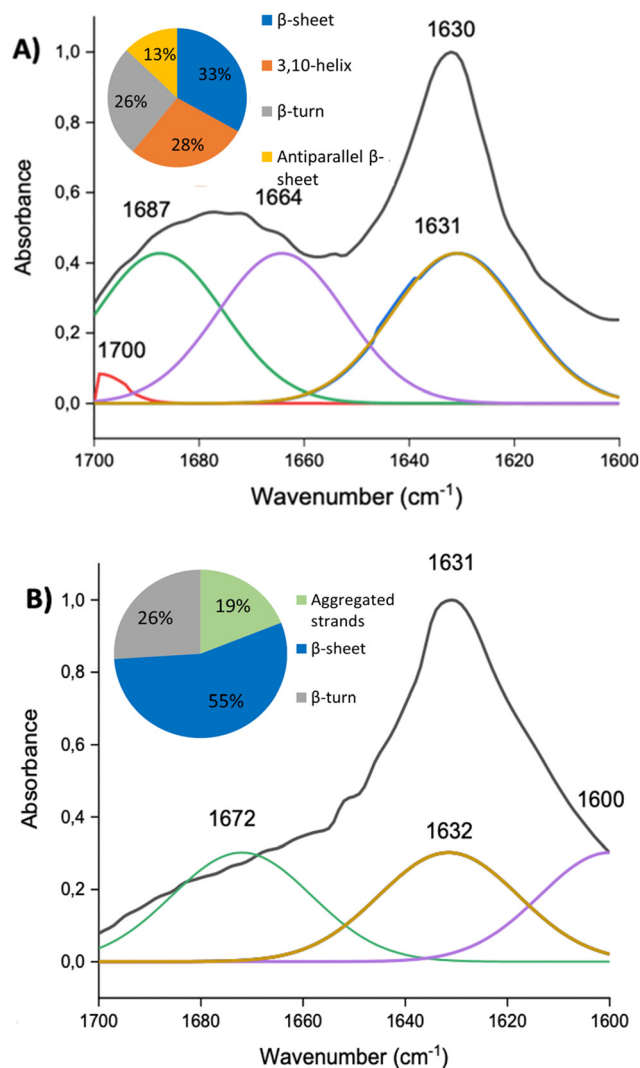 A)
1,0
0,8
0,6
0,4
0,2
0,0
Absorbance
13%
33%
26%
28%
β-sheet
3,10-helix
β-turn
Antiparallel β-
sheet
1630
1687
1664
1631
1700
1700
1680
1660
1640
1620
1600
Wavenumber (cm⁻¹)
B)
1,0
0,8
0,6
0,4
0,2
0,0
Absorbance
26%
19%
55%
Aggregated
strands
β-sheet
β-turn
1631
1672
1632
1600
1700
1680
1660
1640
1620
1600
Wavenumber (cm⁻¹)